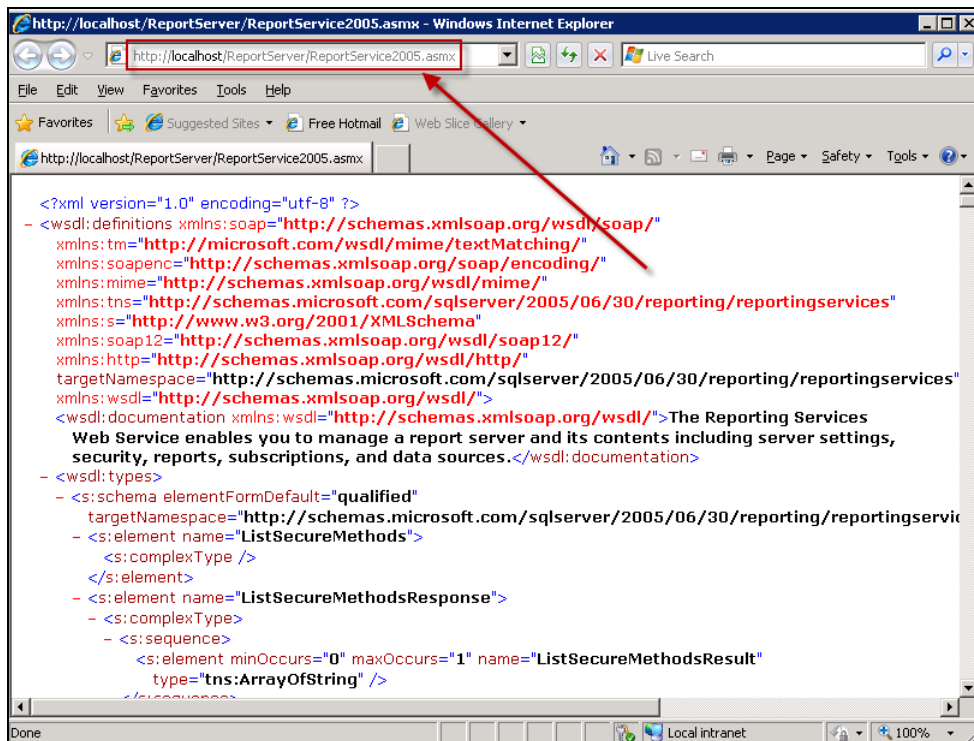 http://localhost/ReportServer/ReportService2005.asmx - Windows Internet Explorer
http://localhost/ReportServer/ReportService2005.asmx
Live Search
File Edit View Favorites Tools Help
Favorites Suggested Sites Free Hotmail Web Slice Gallery
http://localhost/ReportServer/ReportService2005.asmx
Page Safety Tools
<?xml version="1.0" encoding="utf-8" ?>
- <wsdl:definitions xmlns:soap="http://schemas.xmlsoap.org/wsdl/soap/"
xmlns:tm="http://microsoft.com/wsdl/mime/textMatching/"
xmlns:soapenc="http://schemas.xmlsoap.org/soap/encoding/"
xmlns:mime="http://schemas.xmlsoap.org/wsdl/mime/"
xmlns:tns="http://schemas.microsoft.com/sqlserver/2005/06/30/reporting/reportingservices"
xmlns:s="http://www.w3.org/2001/XMLSchema"
xmlns:soap12="http://schemas.xmlsoap.org/wsdl/soap12/"
xmlns:http="http://schemas.xmlsoap.org/wsdl/http/"
targetNamespace="http://schemas.microsoft.com/sqlserver/2005/06/30/reporting/reportingservices"
xmlns:wsdl="http://schemas.xmlsoap.org/wsdl/">
<wsdl:documentation xmlns:wsdl="http://schemas.xmlsoap.org/wsdl/">The Reporting Services
Web Service enables you to manage a report server and its contents including server settings,
security, reports, subscriptions, and data sources.</wsdl:documentation>
- <wsdl:types>
- <s:schema elementFormDefault="qualified"
targetNamespace="http://schemas.microsoft.com/sqlserver/2005/06/30/reporting/reportingservic
- <s:element name="ListSecureMethods">
<s:complexType />
</s:element>
- <s:element name="ListSecureMethodsResponse">
- <s:complexType>
- <s:sequence>
<s:element minOccurs="0" maxOccurs="1" name="ListSecureMethodsResult"
type="tns:ArrayOfString" />
</s:sequence>
Done Local intranet 100%